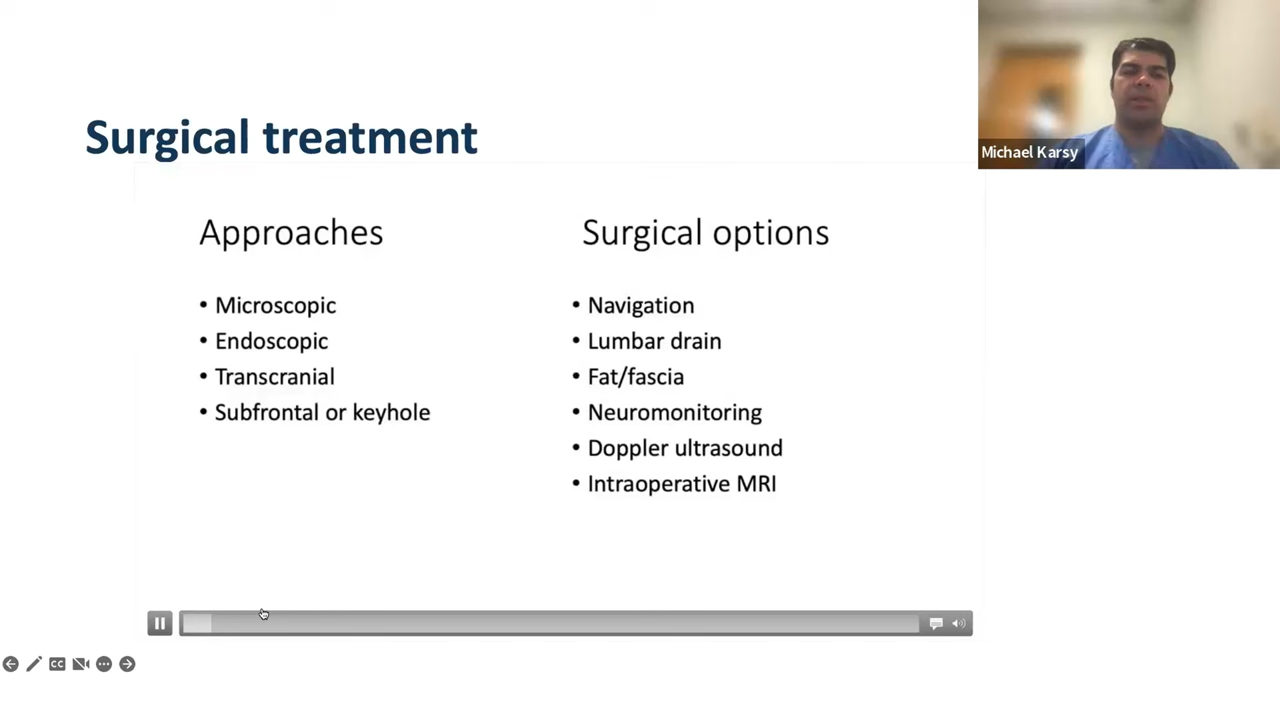 Surgical treatment
Michael Karsy
Approaches
• Microscopic
• Endoscopic
• Transcranial
• Subfrontal or keyhole
Surgical options
• Navigation
• Lumbar drain
• Fat/fascia
• Neuromonitoring
• Doppler ultrasound
• Intraoperative MRI
CC